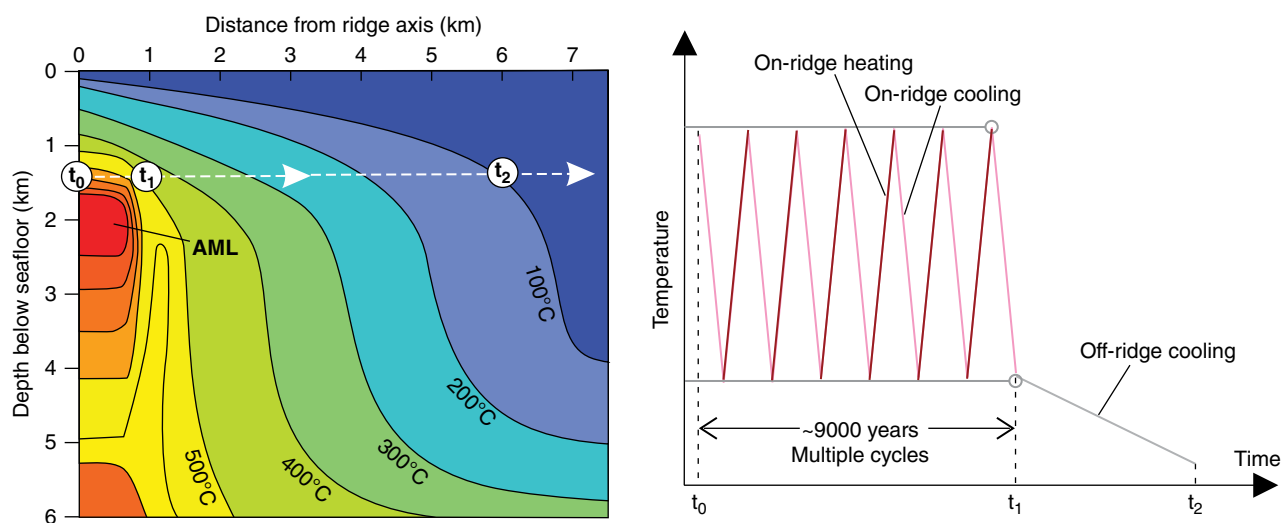 Distance from ridge axis (km)
0 1 2 3 4 5 6 7
Depth below seafloor (km)
0
1
2
3
4
5
6
t0
t1
t2
AML
100°C
200°C
300°C
400°C
500°C
Temperature
On-ridge heating
On-ridge cooling
Off-ridge cooling
~9000 years
Multiple cycles
Time
t0 t1 t2